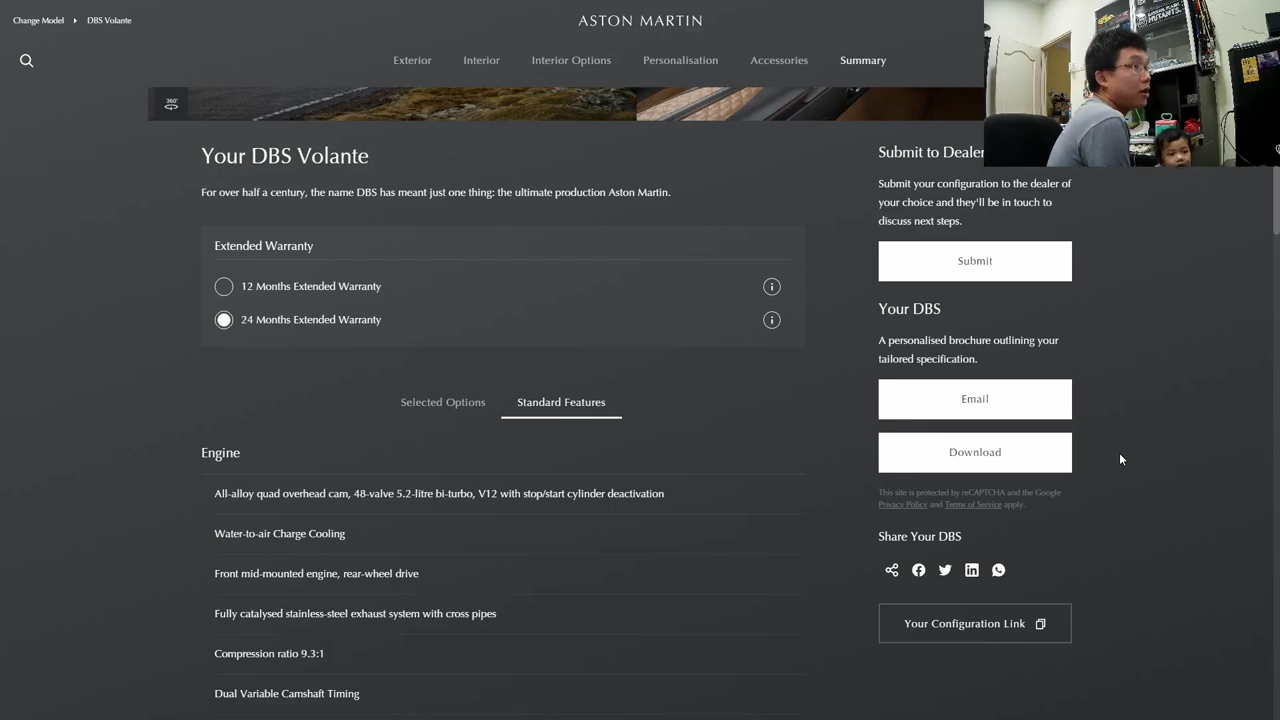 Change Model
DBS Volante
ASTON MARTIN
Exterior
Interior
Interior Options
Personalisation
Accessories
Summary
360°
Your DBS Volante
For over half a century, the name DBS has meant just one thing: the ultimate production Aston Martin.
Extended Warranty
12 Months Extended Warranty
24 Months Extended Warranty
Selected Options
Standard Features
Engine
All-alloy quad overhead cam, 48-valve 5.2-litre bi-turbo, V12 with stop/start cylinder deactivation
Water-to-air Charge Cooling
Front mid-mounted engine, rear-wheel drive
Fully catalysed stainless-steel exhaust system with cross pipes
Compression ratio 9.3:1
Dual Variable Camshaft Timing
Submit to Dealer
Submit your configuration to the dealer of
your choice and they'll be in touch to
discuss next steps.
Submit
Your DBS
A personalised brochure outlining your
tailored specification.
Email
Download
This site is protected by reCAPTCHA and the Google
Privacy Policy and Terms of Service apply.
Share Your DBS
Your Configuration Link
MUTANTS